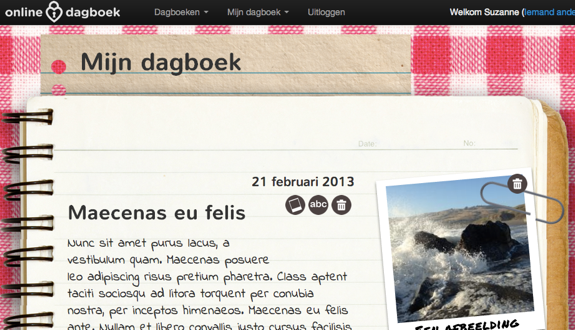 online dagboek Dagboeken Mijn dagboek Uitloggen Welkom Suzanne (Iemand ande
Mijn dagboek
Date: No:
21 februari 2013
abc
Maecenas eu felis
Nunc sit amet purus lacus, a
vestibulum quam. Maecenas posuere
leo adipiscing risus pretium pharetra. Class aptent
taciti sociosqu ad litora torquent per conubia
nostra, per inceptos himenaeos. Maecenas eu felis
ante. Nullam et libero convallis justo cursus facilisis
Een afbeelding